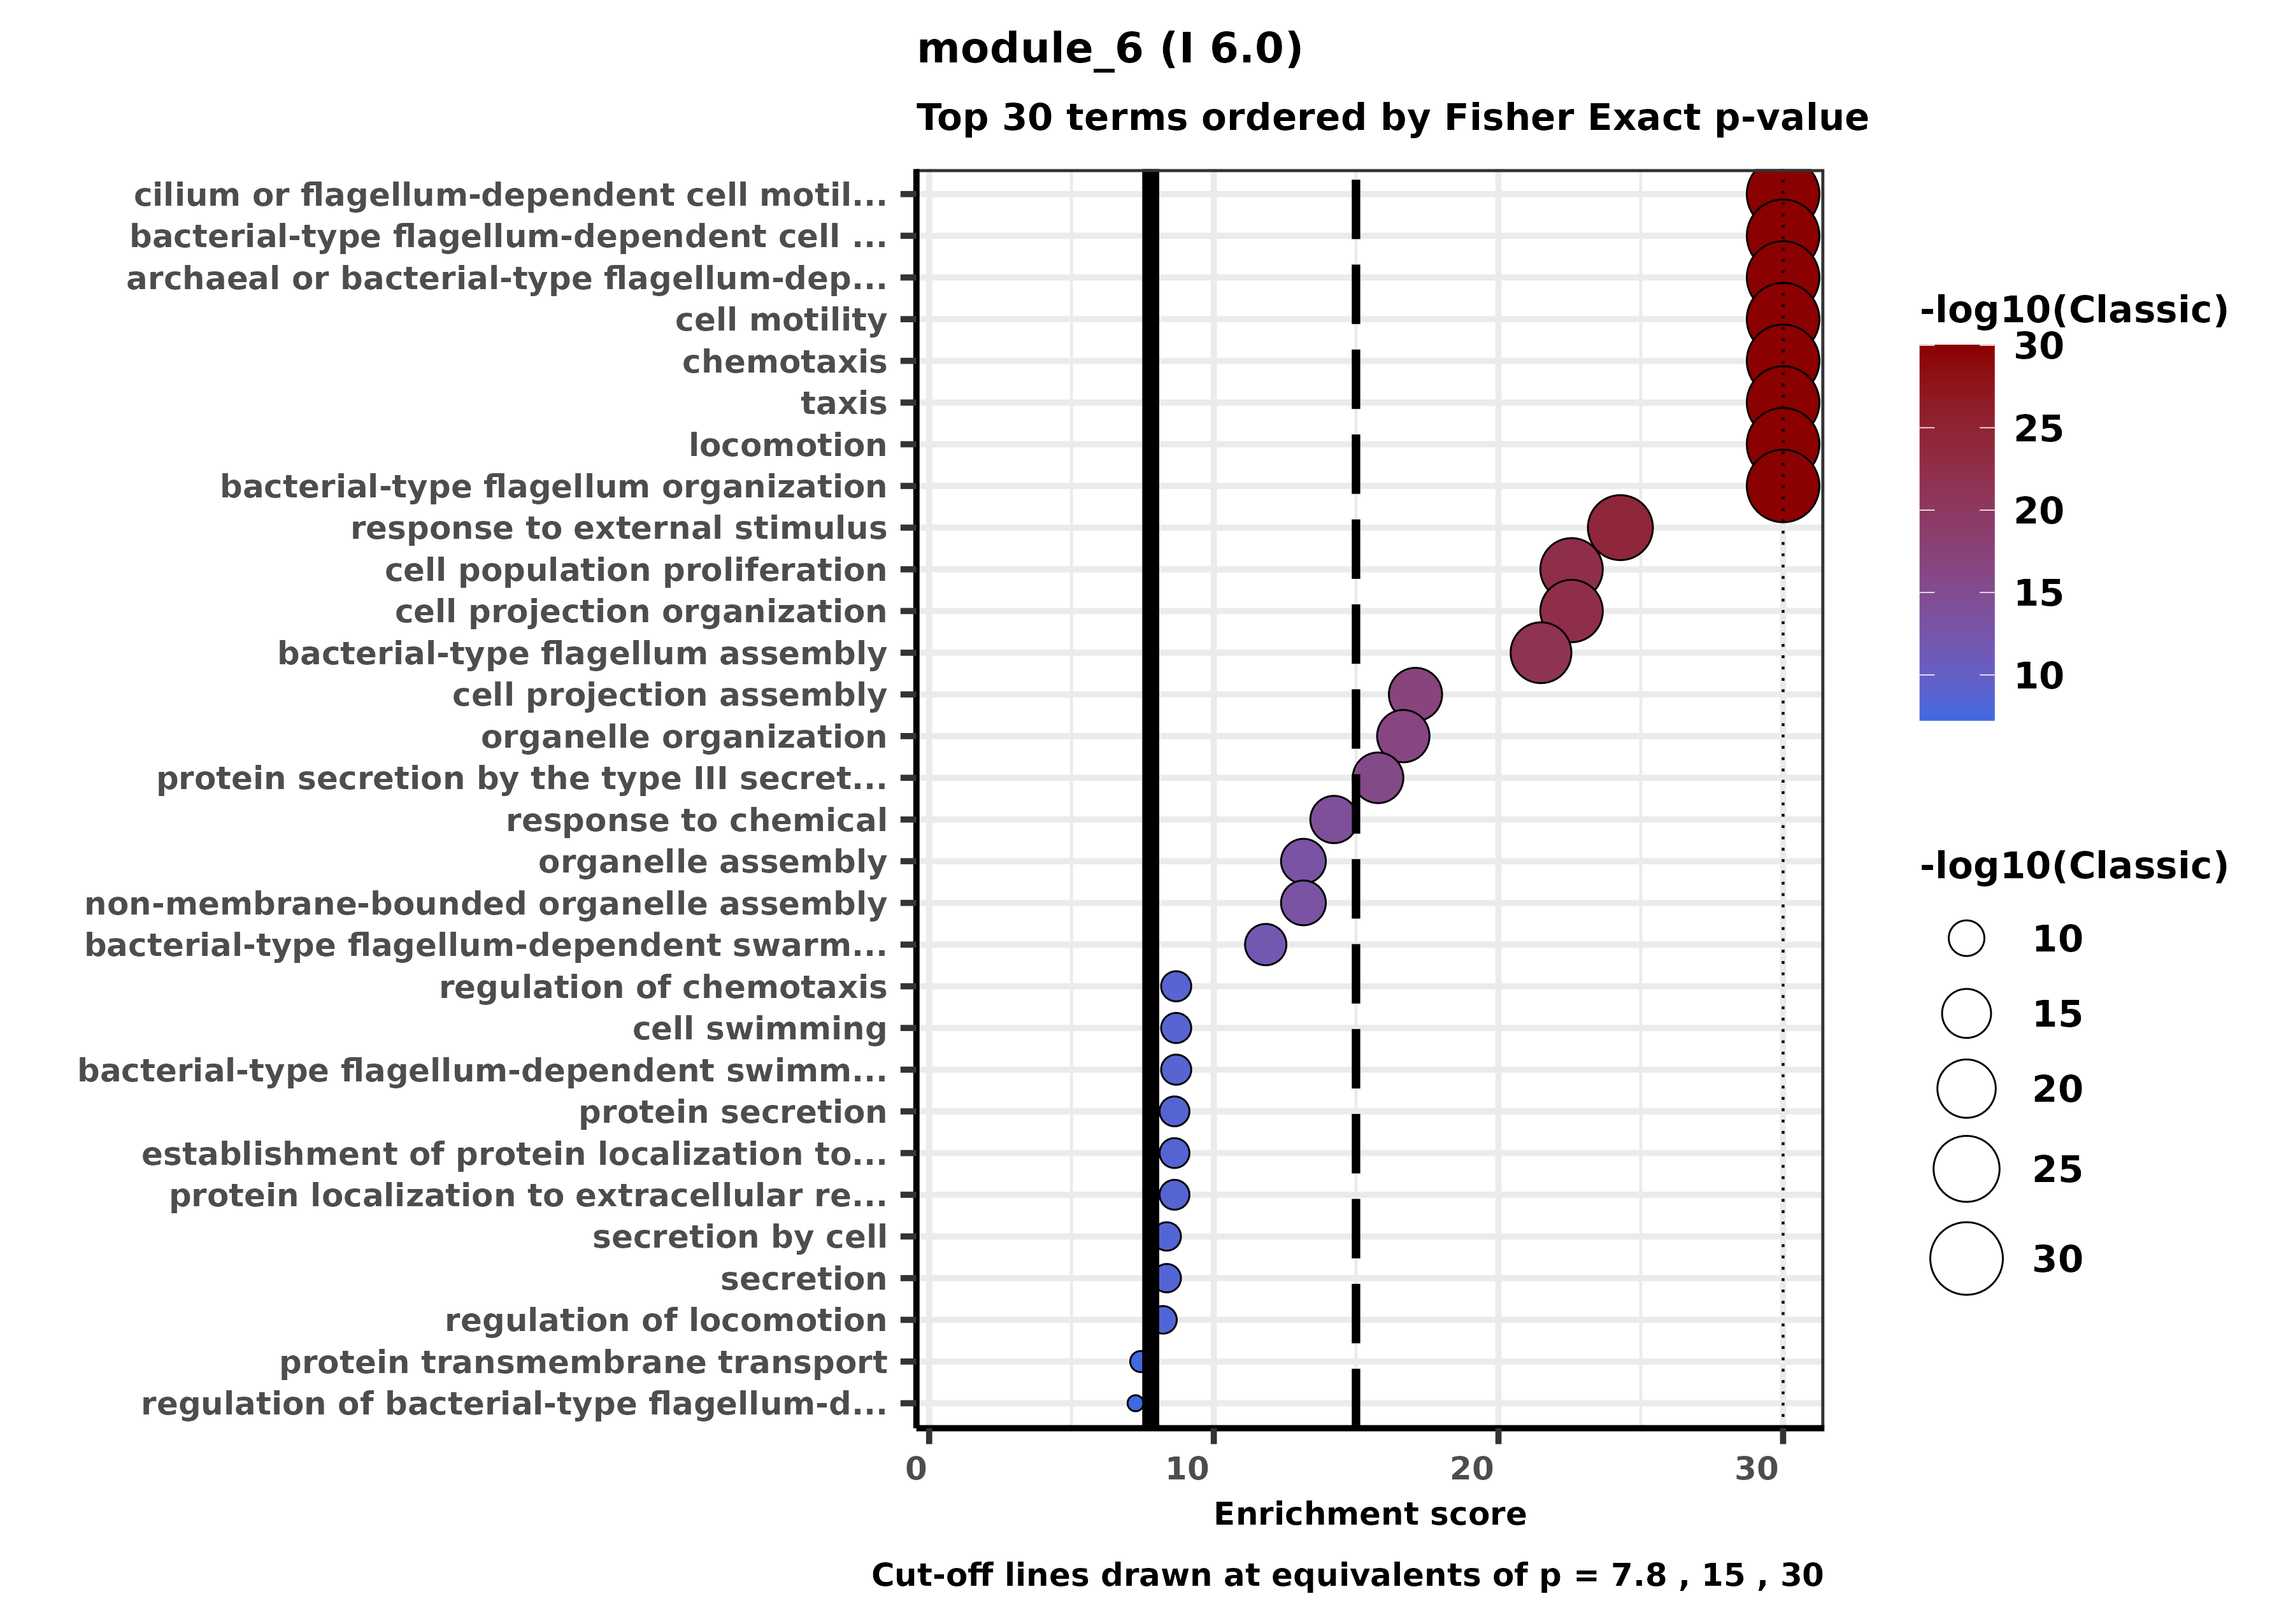 module_6 (I 6.0)
Top 30 terms ordered by Fisher Exact p-value
cilium or flagellum-dependent cell motil...
bacterial-type flagellum-dependent cell ...
archaeal or bacterial-type flagellum-dep...
cell motility
chemotaxis
taxis
locomotion
bacterial-type flagellum organization
response to external stimulus
cell population proliferation
cell projection organization
bacterial-type flagellum assembly
cell projection assembly
organelle organization
protein secretion by the type III secret...
response to chemical
organelle assembly
non-membrane-bounded organelle assembly
bacterial-type flagellum-dependent swarm...
regulation of chemotaxis
cell swimming
bacterial-type flagellum-dependent swimm...
protein secretion
establishment of protein localization to...
protein localization to extracellular re...
secretion by cell
secretion
regulation of locomotion
protein transmembrane transport
regulation of bacterial-type flagellum-d...
0 10 20 30
Enrichment score
Cut-off lines drawn at equivalents of p = 7.8 , 15 , 30
-log10(Classic)
30
25
20
15
10
-log10(Classic)
10
15
20
25
30